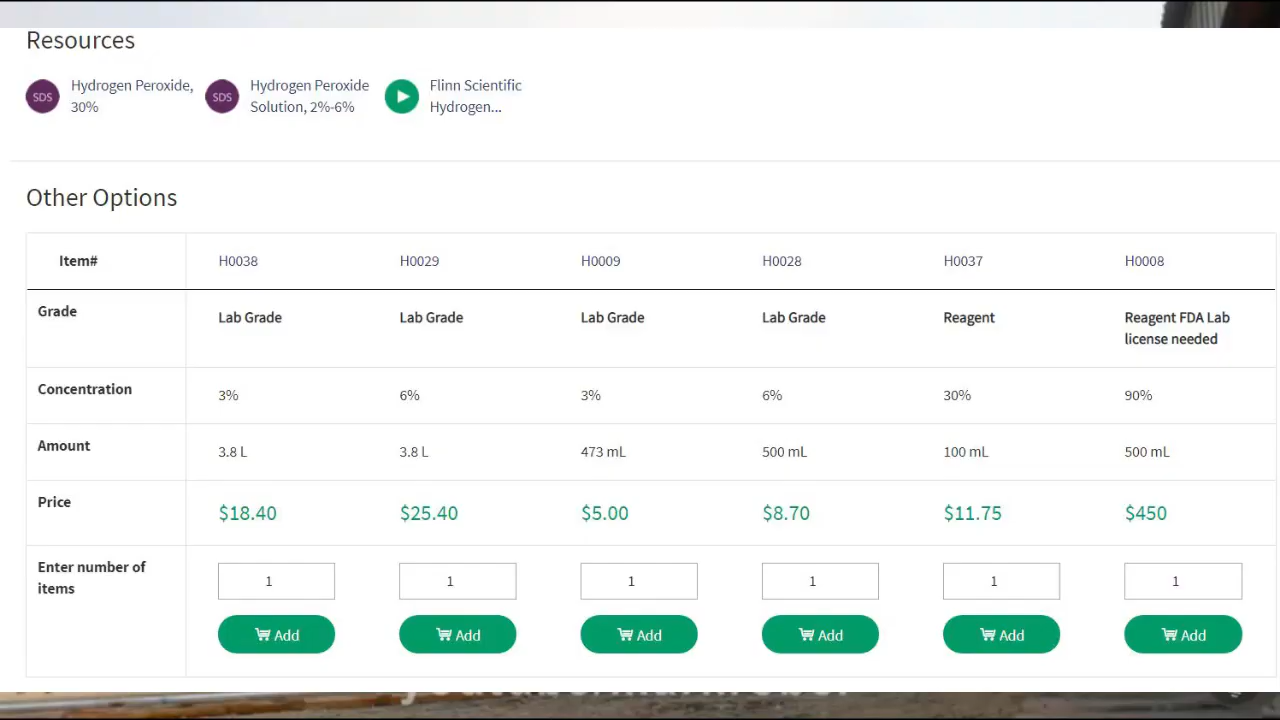 Resources
SDS Hydrogen Peroxide, 30%
SDS Hydrogen Peroxide Solution, 2%-6%
Flinn Scientific Hydrogen...
Other Options
Item# H0038 H0029 H0009 H0028 H0037 H0008
Grade Lab Grade Lab Grade Lab Grade Lab Grade Reagent Reagent FDA Lab license needed
Concentration 3% 6% 3% 6% 30% 90%
Amount 3.8 L 3.8 L 473 mL 500 mL 100 mL 500 mL
Price $18.40 $25.40 $5.00 $8.70 $11.75 $450
Enter number of items 1 1 1 1 1 1
Add Add Add Add Add Add